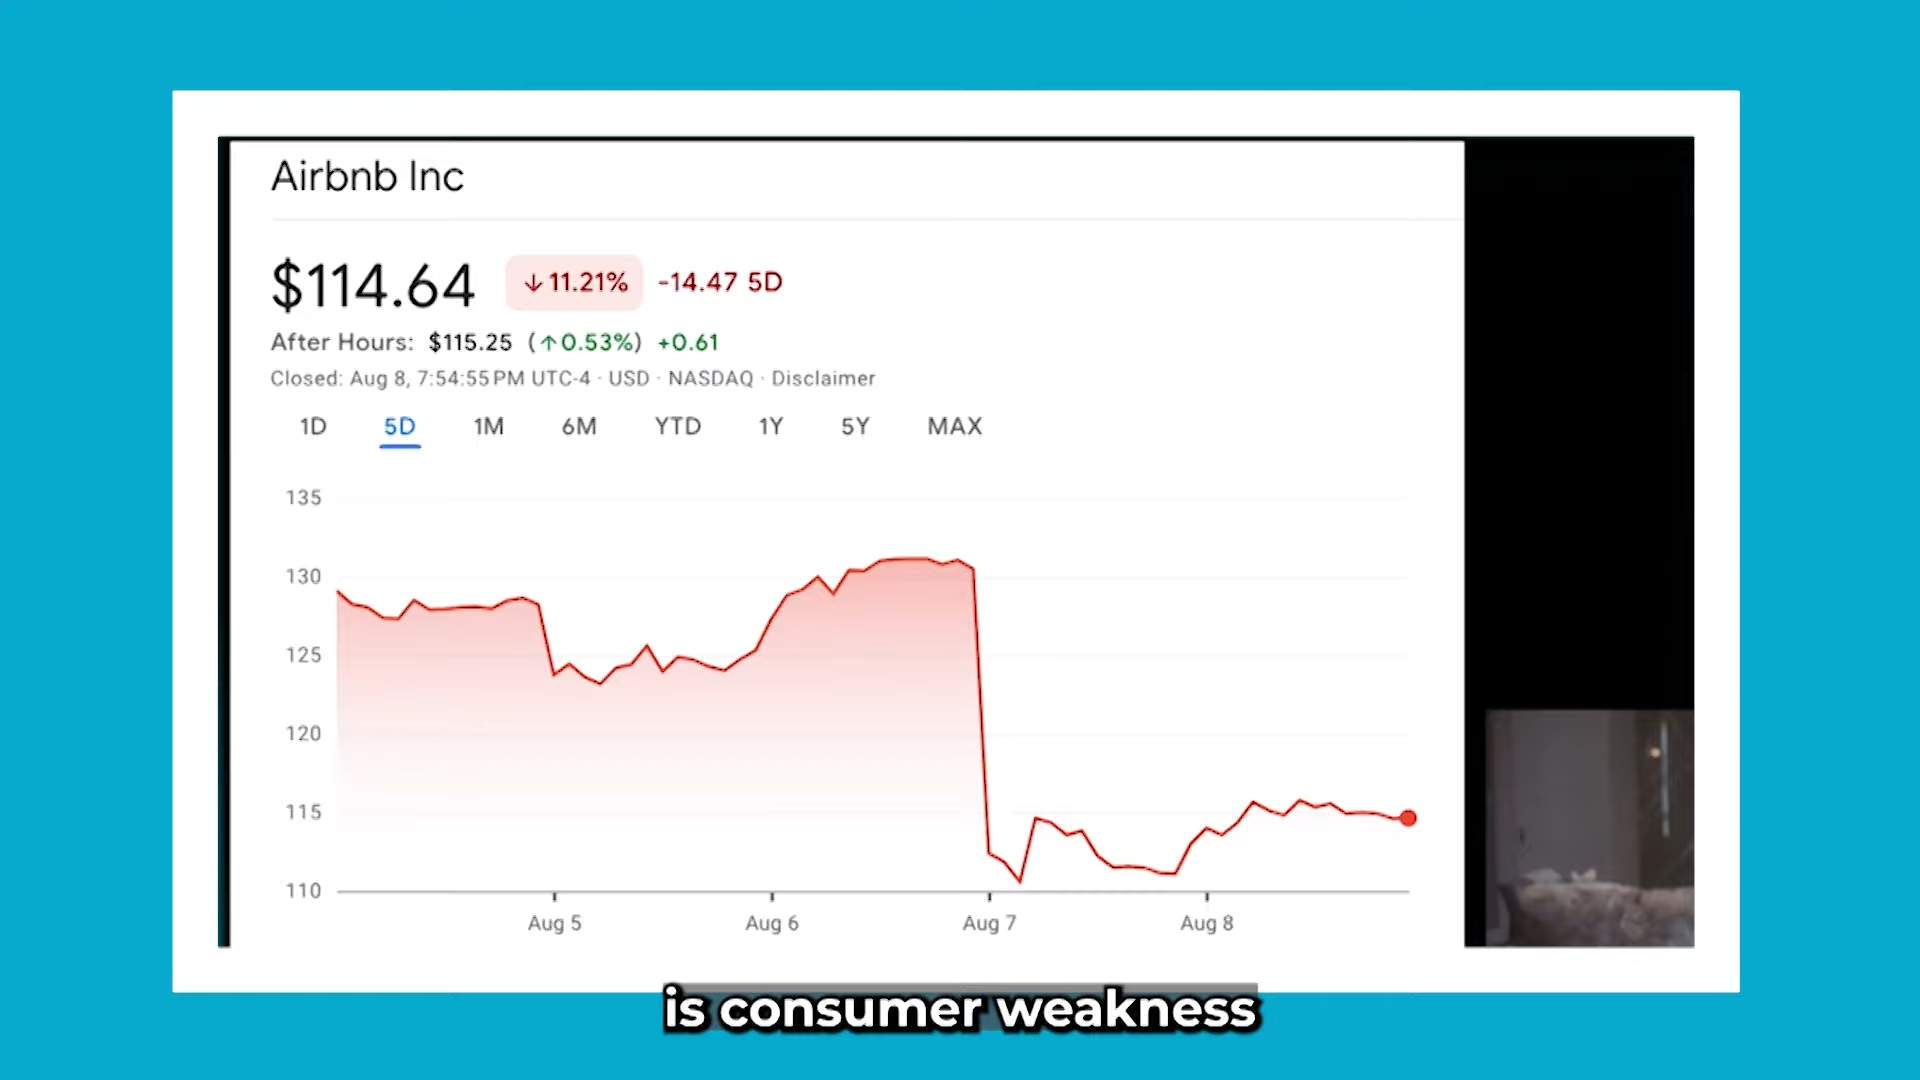 Airbnb Inc
$114.64 ↓11.21% -14.47 5D
After Hours: $115.25 (↑0.53%) +0.61
Closed: Aug 8, 7:54:55 PM UTC-4 · USD · NASDAQ · Disclaimer
1D 5D 1M 6M YTD 1Y 5Y MAX
135
130
125
120
115
110
Aug 5 Aug 6 Aug 7 Aug 8
is consumer weakness